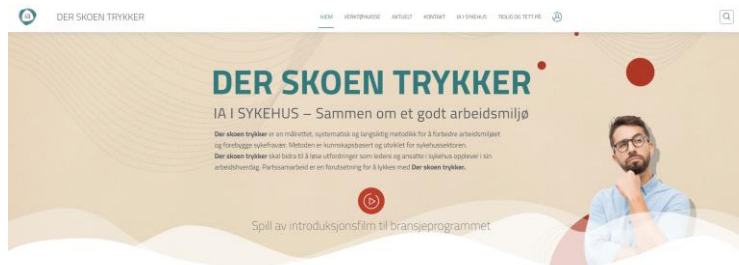 ia
DER SKOEN TRYKKER
HJEM VERKTØYKASSE AKTUELT KONTAKT IA I SYKEHUS TIDLIG OG TETT PÅ
DER SKOEN TRYKKER
IA I SYKEHUS – Sammen om et godt arbeidsmiljø
Der skoen trykker er en målrettet, systematisk og langsiktig metodikk for å forbedre arbeidsmiljøet
og forebygge sykefravær. Metoden er kunnskapsbasert og utviklet for sykehussektoren.
Der skoen trykker skal bidra til å løse utfordringer som ledere og ansatte i sykehus opplever i sin
arbeidshverdag. Partssamarbeid er en forutsetning for å lykkes med Der skoen trykker.
Spill av introduksjonsfilm til bransjeprogrammet